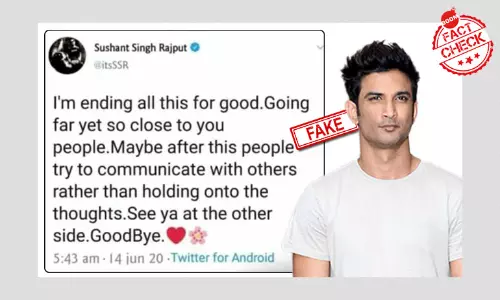 BOOM
FACT
CHECK
Sushant Singh Rajput
@itsSSR
I'm ending all this for good.Going
far yet so close to you
people.Maybe after this people
try to communicate with others
rather than holding onto the
thoughts.See ya at the other
side.GoodBye.❤️🌸
5:43 am · 14 jun 20 · Twitter for Android
FAKE